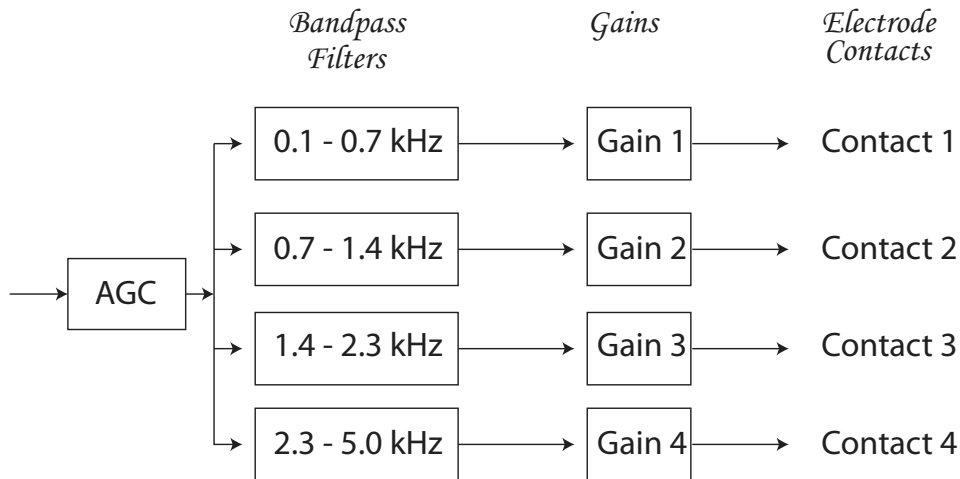 Bandpass
Filters
Gains
Electrode
Contacts
0.1 - 0.7 kHz
Gain 1
Contact 1
0.7 - 1.4 kHz
Gain 2
Contact 2
AGC
1.4 - 2.3 kHz
Gain 3
Contact 3
2.3 - 5.0 kHz
Gain 4
Contact 4